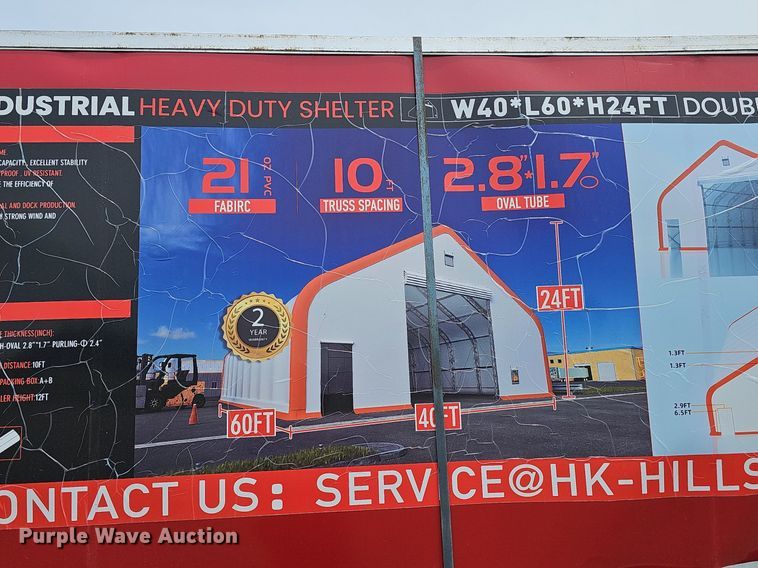 DUSTRIAL HEAVY DUTY SHELTER W40*L60*H24FT DOUB
ME
CAPACITY , EXCELLENT STABILITY
PROOF , UV RESISTANT.
THE EFFICIENCY OF
AL AND DOCK PRODUCTION
H STRONG WIND AND
21 OZ PVC
FABIRC
10 FT
TRUSS SPACING
2.8"*1.7"
OVAL TUBE
24FT
2
YEAR
WARRANTY
60FT
40FT
E THICKNESS(INCH):
H-OVAL 2.8"*1.7" PURLING-Φ 2.4"
DISTANCE:10FT
PACKING BOX:A+B
LER HEIGHT:12FT
1.3FT
1.3FT
2.9FT
6.5FT
ONTACT US: SERVICE@HK-HILLS
Purple Wave Auction